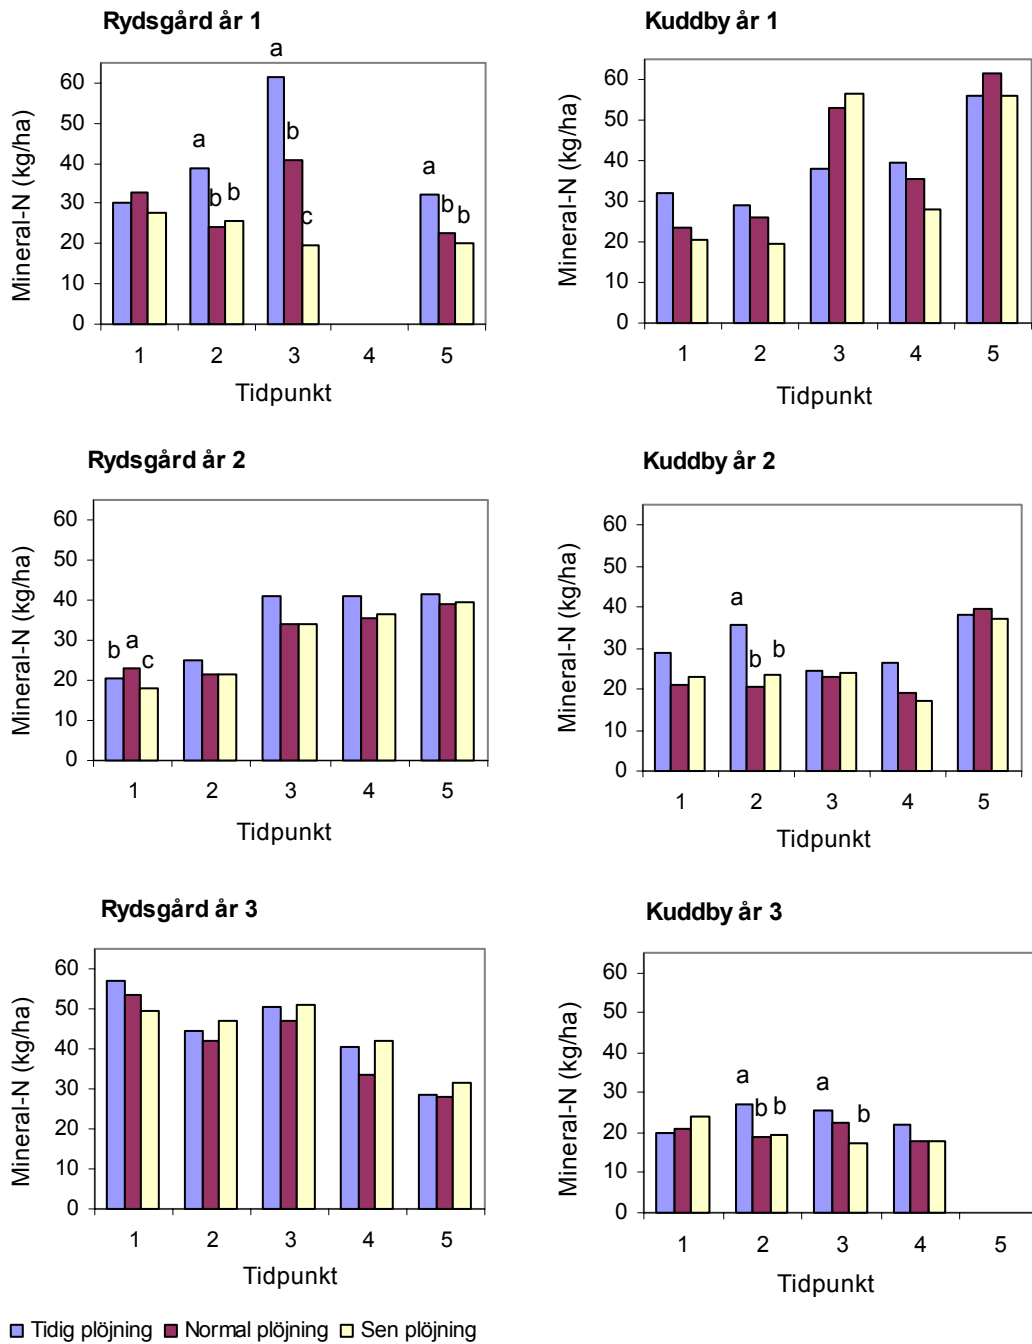 Rydsgård år 1
Mineral-N (kg/ha)
60
50
40
30
20
10
0
a
b
b
a
b
c
a
b
b
1 2 3 4 5
Tidpunkt
Kuddby år 1
Mineral-N (kg/ha)
60
50
40
30
20
10
0
1 2 3 4 5
Tidpunkt
Rydsgård år 2
Mineral-N (kg/ha)
60
50
40
30
20
10
0
b a c
1 2 3 4 5
Tidpunkt
Kuddby år 2
Mineral-N (kg/ha)
60
50
40
30
20
10
0
a
b b
1 2 3 4 5
Tidpunkt
Rydsgård år 3
Mineral-N (kg/ha)
60
50
40
30
20
10
0
1 2 3 4 5
Tidpunkt
Kuddby år 3
Mineral-N (kg/ha)
60
50
40
30
20
10
0
a
b b
a
b
1 2 3 4 5
Tidpunkt
Tidig plöjning Normal plöjning Sen plöjning